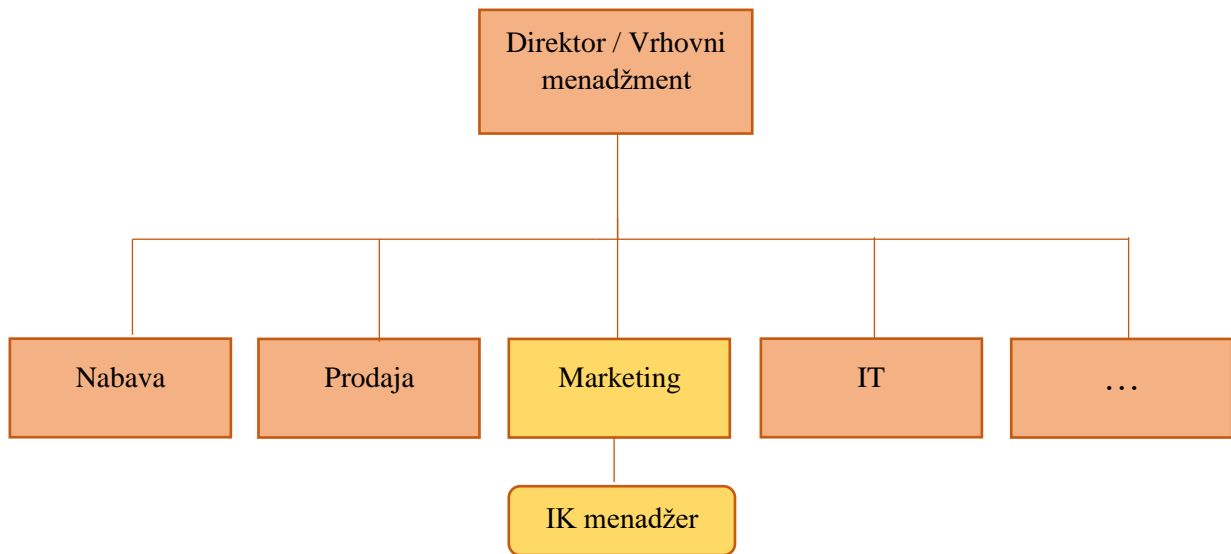 Direktor / Vrhovni
menadžment
Nabava
Prodaja
Marketing
IT
…
IK menadžer